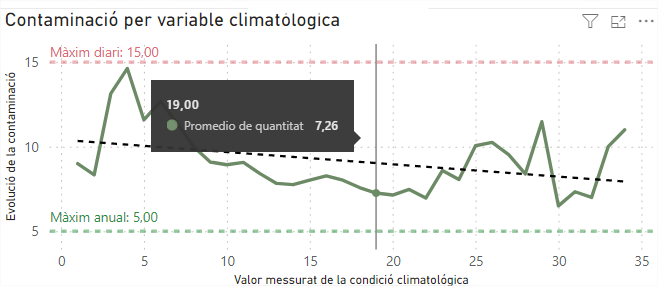 Contaminació per variable climatològica
Màxim diari: 15,00
15
10
5
Màxim anual: 5,00
19,00
Promedio de quantitat 7,26
Evolució de la contaminació
0 5 10 15 20 25 30 35
Valor messurat de la condició climatológica